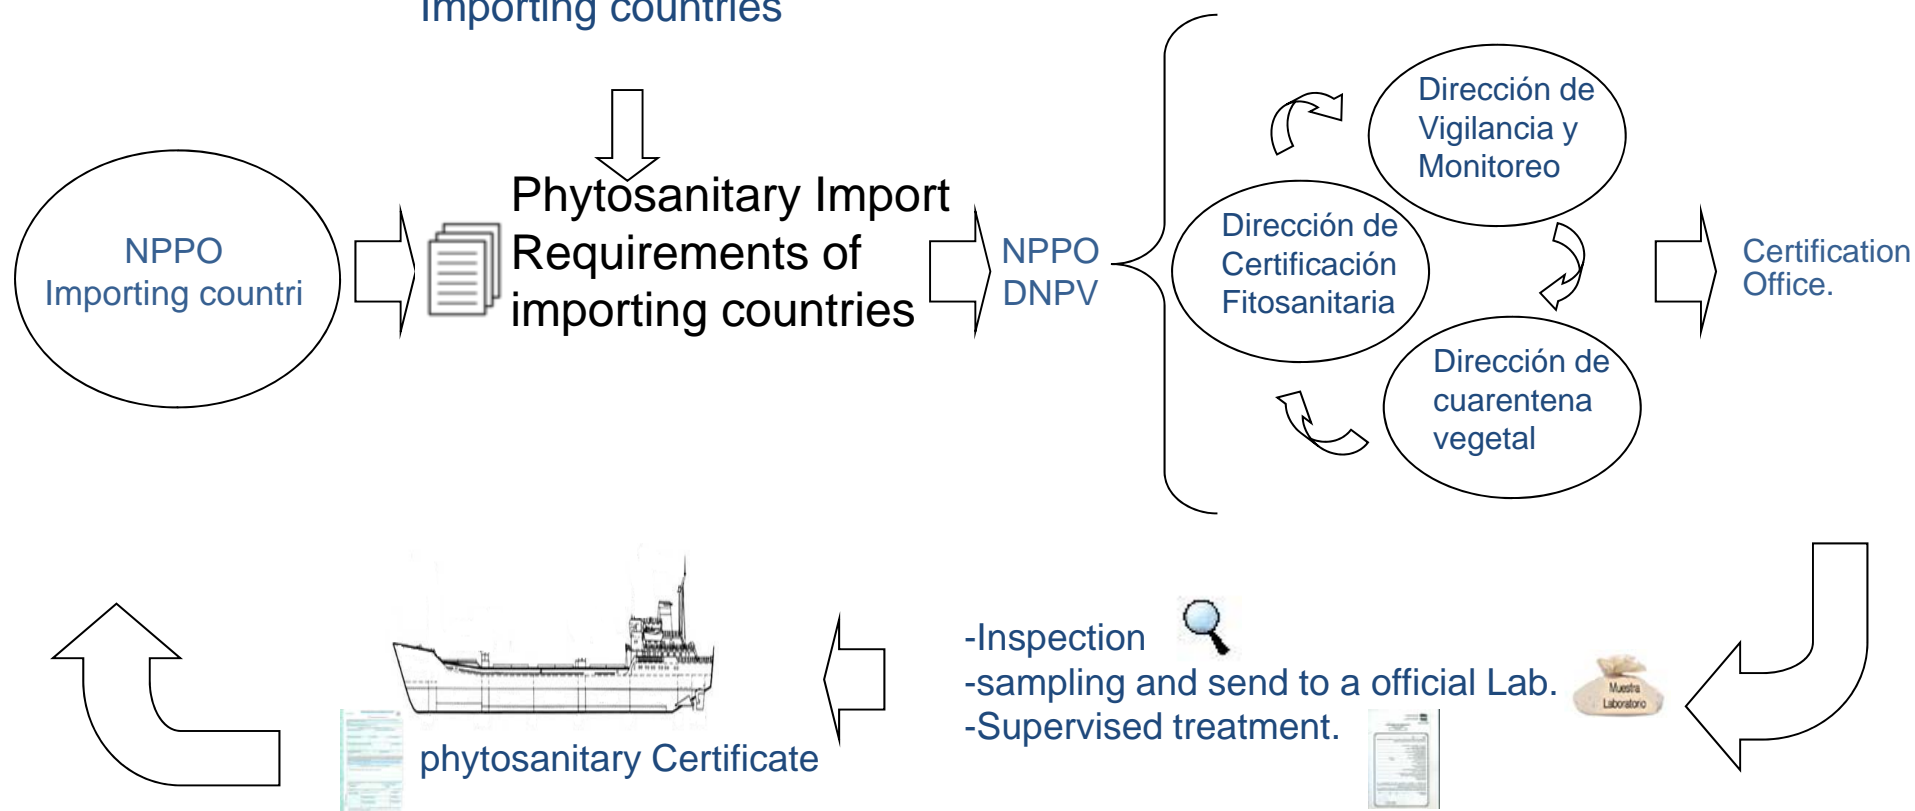 Importing countries
NPPO
Importing countri
Phytosanitary Import
Requirements of
importing countries
NPPO
DNPV
Dirección de
Vigilancia y
Monitoreo
Dirección de
Certificación
Fitosanitaria
Dirección de
cuarentena
vegetal
Certification
Office.
-Inspection
-sampling and send to a official Lab.
-Supervised treatment.
Muestra
Laboratorio
phytosanitary Certificate